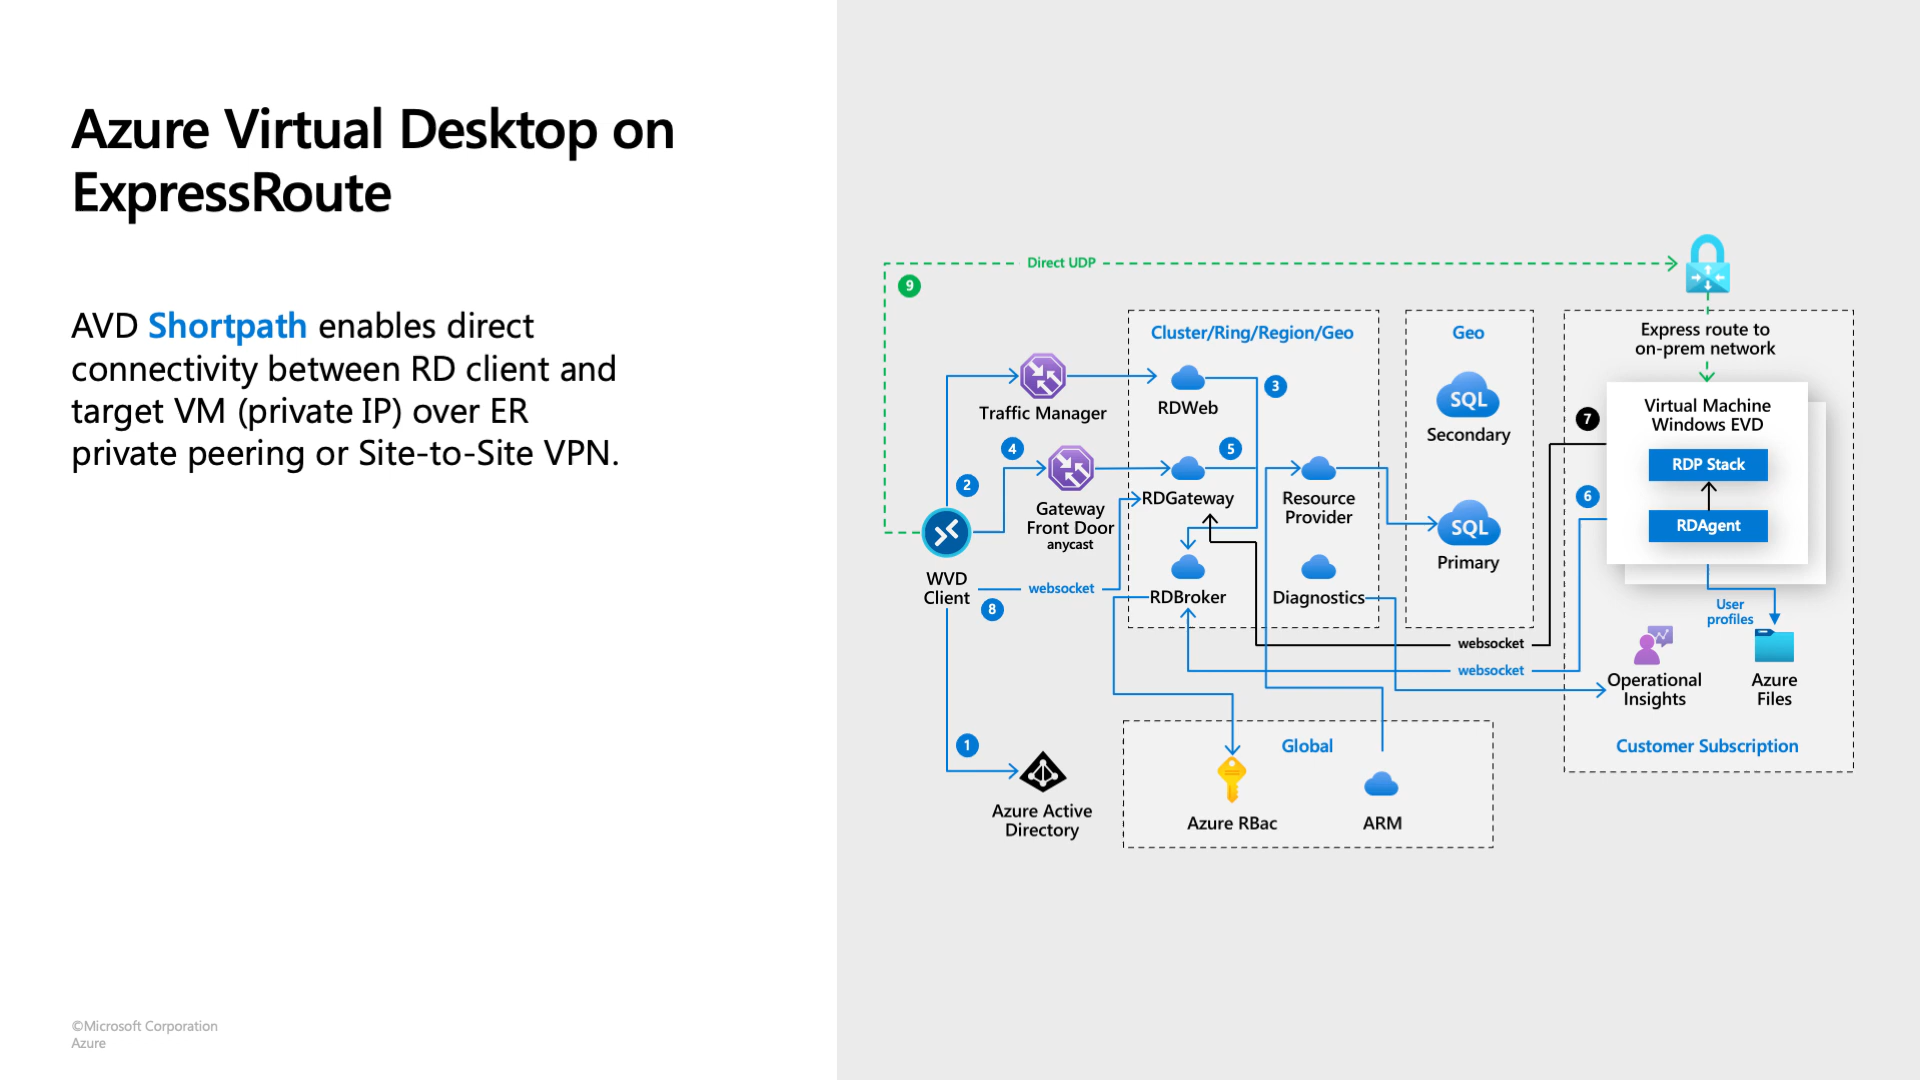 Azure Virtual Desktop on
ExpressRoute
AVD Shortpath enables direct
connectivity between RD client and
target VM (private IP) over ER
private peering or Site-to-Site VPN.
©Microsoft Corporation
Azure
Direct UDP
9
Cluster/Ring/Region/Geo
Geo
Express route to
on-prem network
Traffic Manager
RDWeb
3
SQL
Secondary
7
Virtual Machine
Windows EVD
RDP Stack
RDAgent
2
4
5
6
Gateway
Front Door
anycast
RDGateway
Resource
Provider
SQL
Primary
WVD
Client
websocket
8
RDBroker
Diagnostics
User
profiles
websocket
websocket
Operational
Insights
Azure
Files
Customer Subscription
1
Azure Active
Directory
Global
Azure RBac
ARM